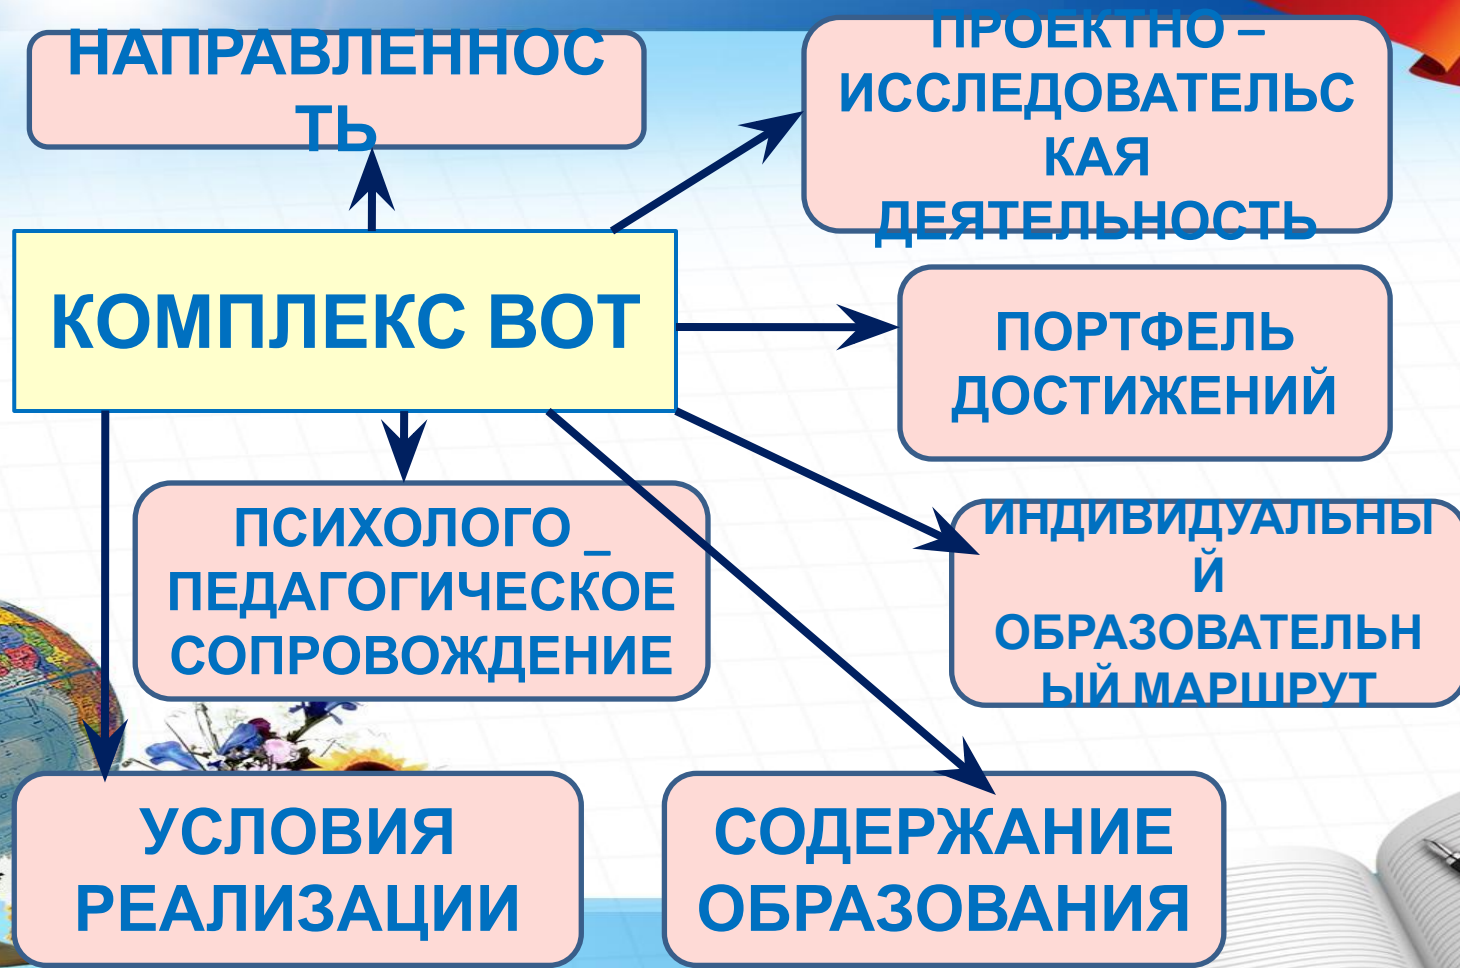 НАПРАВЛЕННОС
ТЬ
ПРОЕКТНО –
ИССЛЕДОВАТЕЛЬС
КАЯ
ДЕЯТЕЛЬНОСТЬ
КОМПЛЕКС ВОТ
ПОРТФЕЛЬ
ДОСТИЖЕНИЙ
ПСИХОЛОГО _
ПЕДАГОГИЧЕСКОЕ
СОПРОВОЖДЕНИЕ
ИНДИВИДУАЛЬНЫ
Й
ОБРАЗОВАТЕЛЬН
ЫЙ МАРШРУТ
УСЛОВИЯ
РЕАЛИЗАЦИИ
СОДЕРЖАНИЕ
ОБРАЗОВАНИЯ